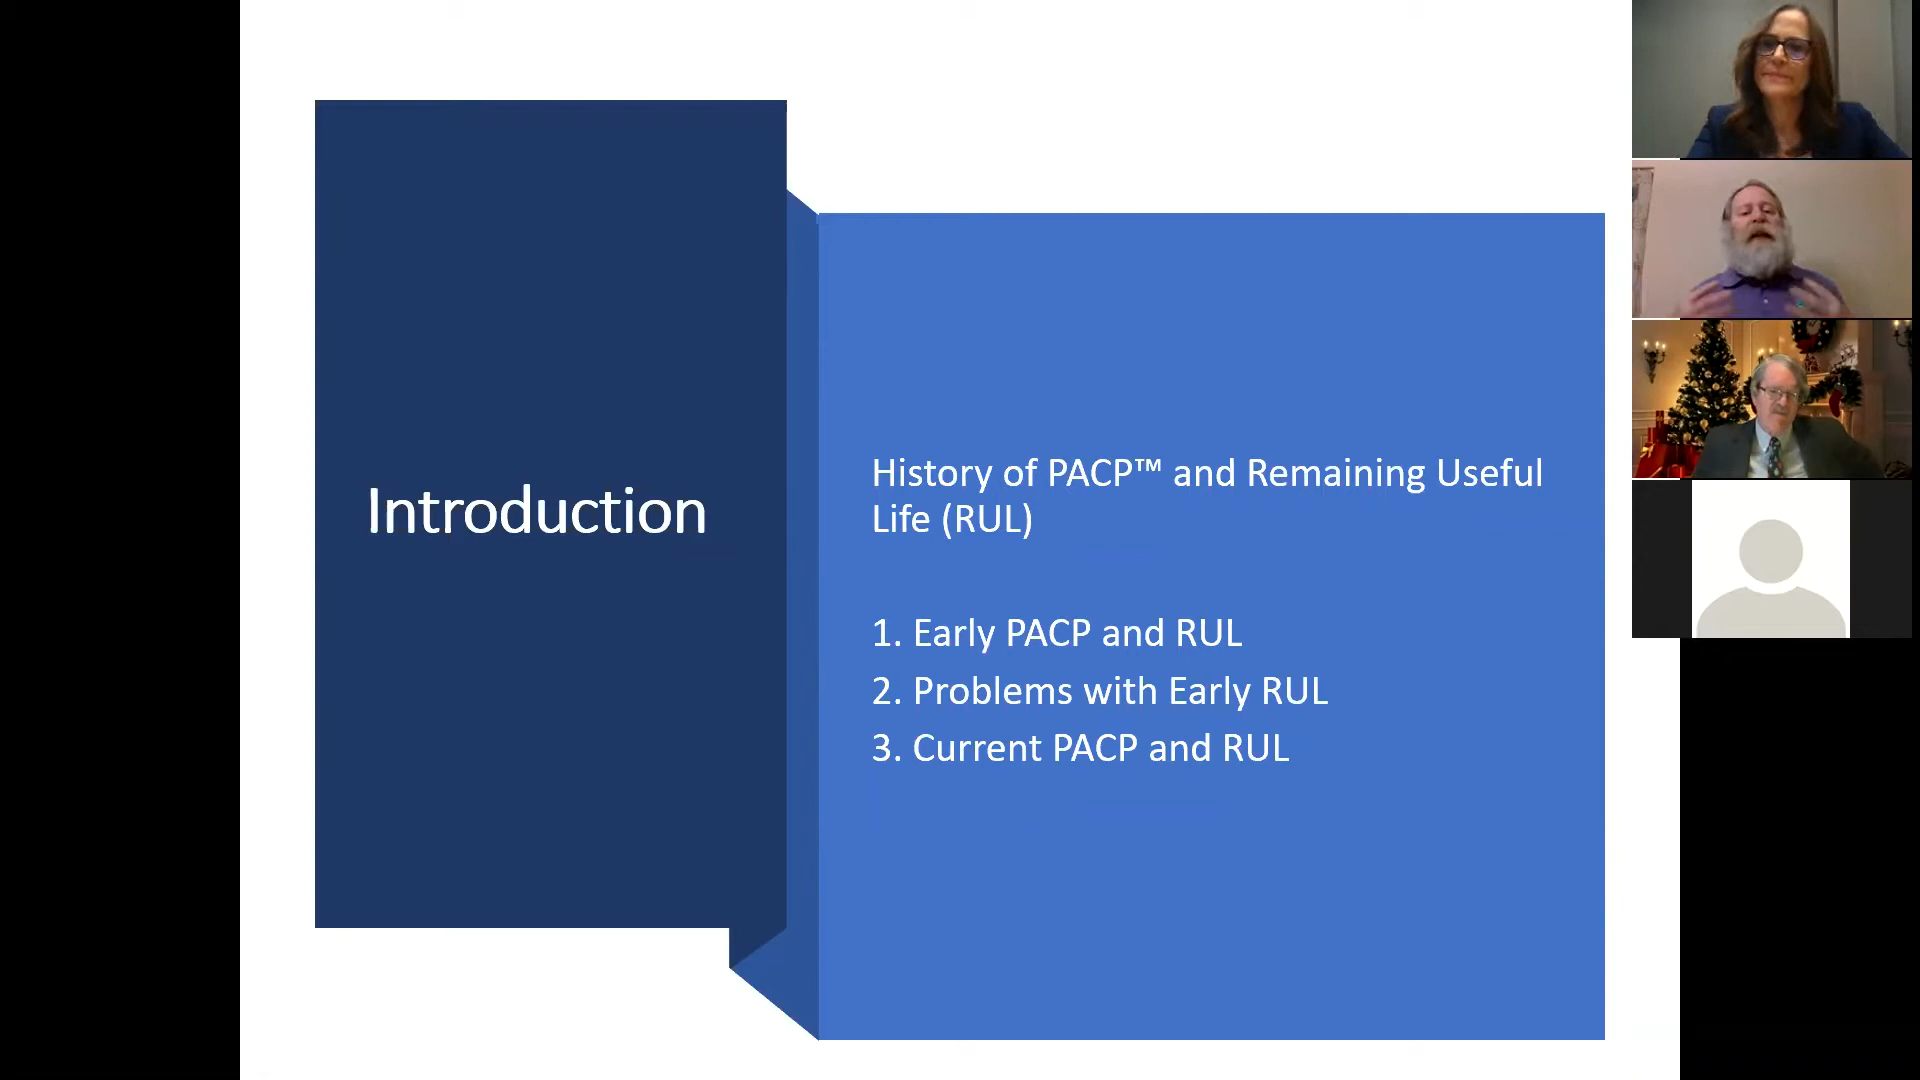 Introduction
History of PACP™ and Remaining Useful
Life (RUL)
1. Early PACP and RUL
2. Problems with Early RUL
3. Current PACP and RUL